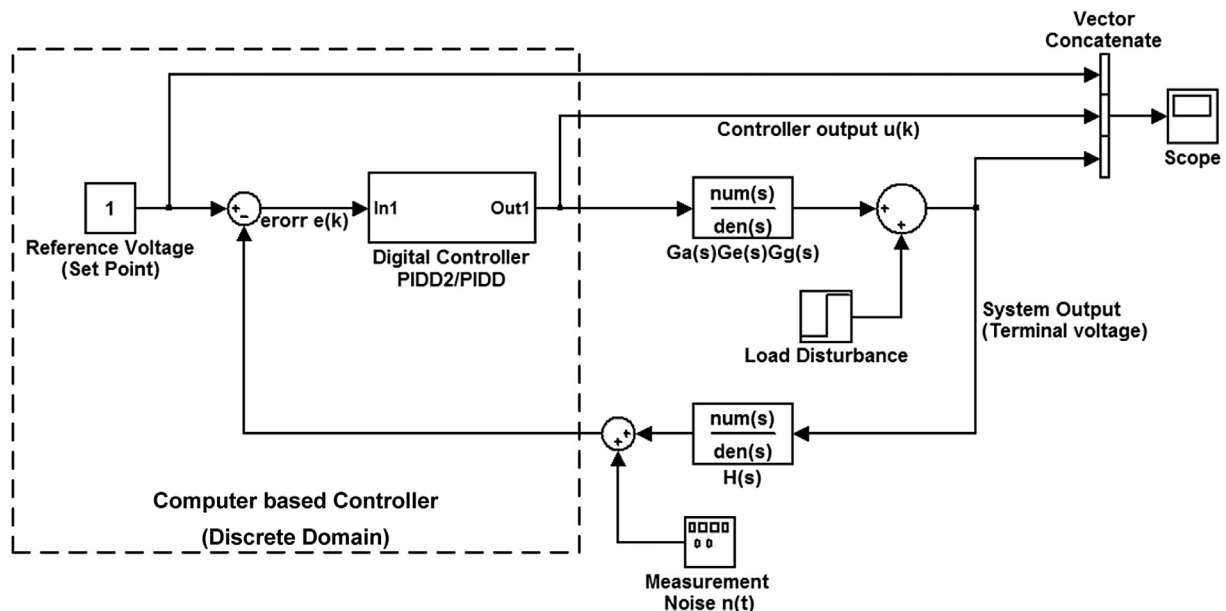 Vector
Concatenate
Controller output u(k)
Scope
1
Reference Voltage
(Set Point)
+
-
erorr e(k)
In1
Out1
Digital Controller
PIDD2/PIDD
num(s)
den(s)
Ga(s)Ge(s)Gg(s)
+
+
Load Disturbance
System Output
(Terminal voltage)
num(s)
den(s)
H(s)
+
+
Measurement
Noise n(t)
Computer based Controller
(Discrete Domain)